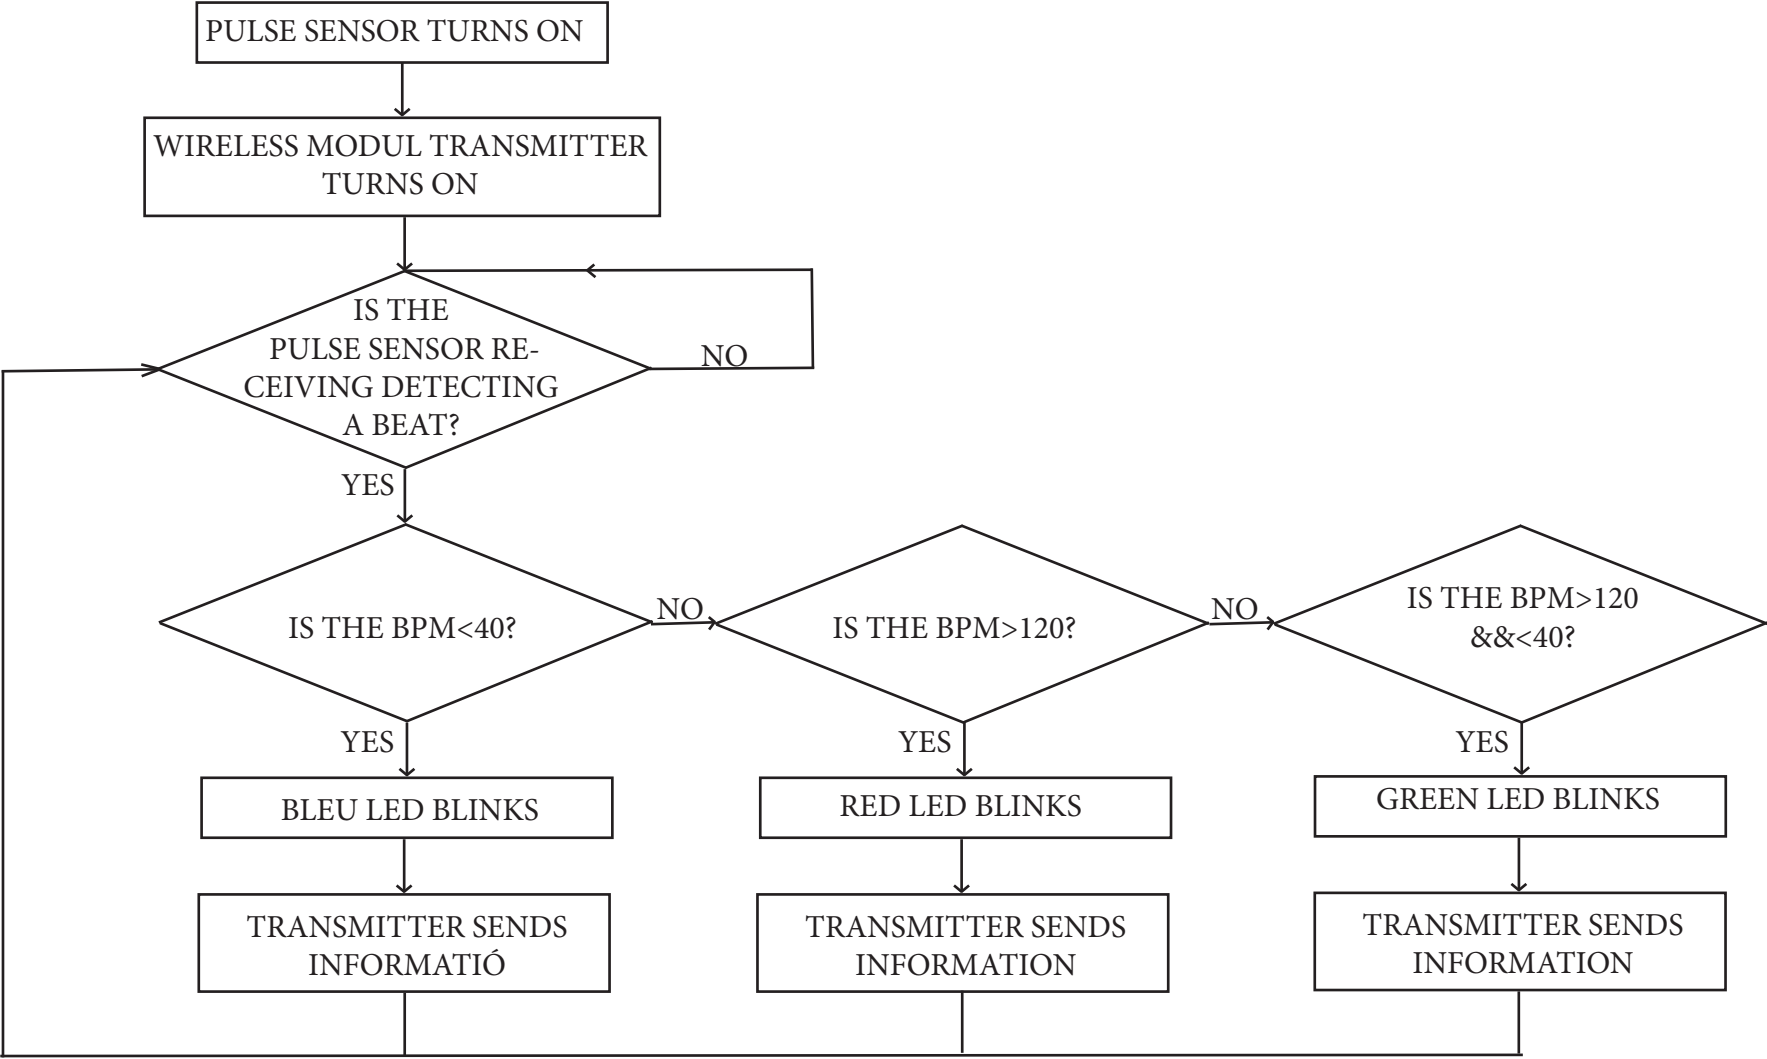 PULSE SENSOR TURNS ON
WIRELESS MODUL TRANSMITTER
TURNS ON
IS THE
PULSE SENSOR RE-
CEIVING DETECTING
A BEAT?
NO
YES
IS THE BPM<40?
NO
IS THE BPM>120?
NO
IS THE BPM>120
&&<40?
YES
YES
YES
BLEU LED BLINKS
RED LED BLINKS
GREEN LED BLINKS
TRANSMITTER SENDS
INFORMATIÓ
TRANSMITTER SENDS
INFORMATION
TRANSMITTER SENDS
INFORMATION